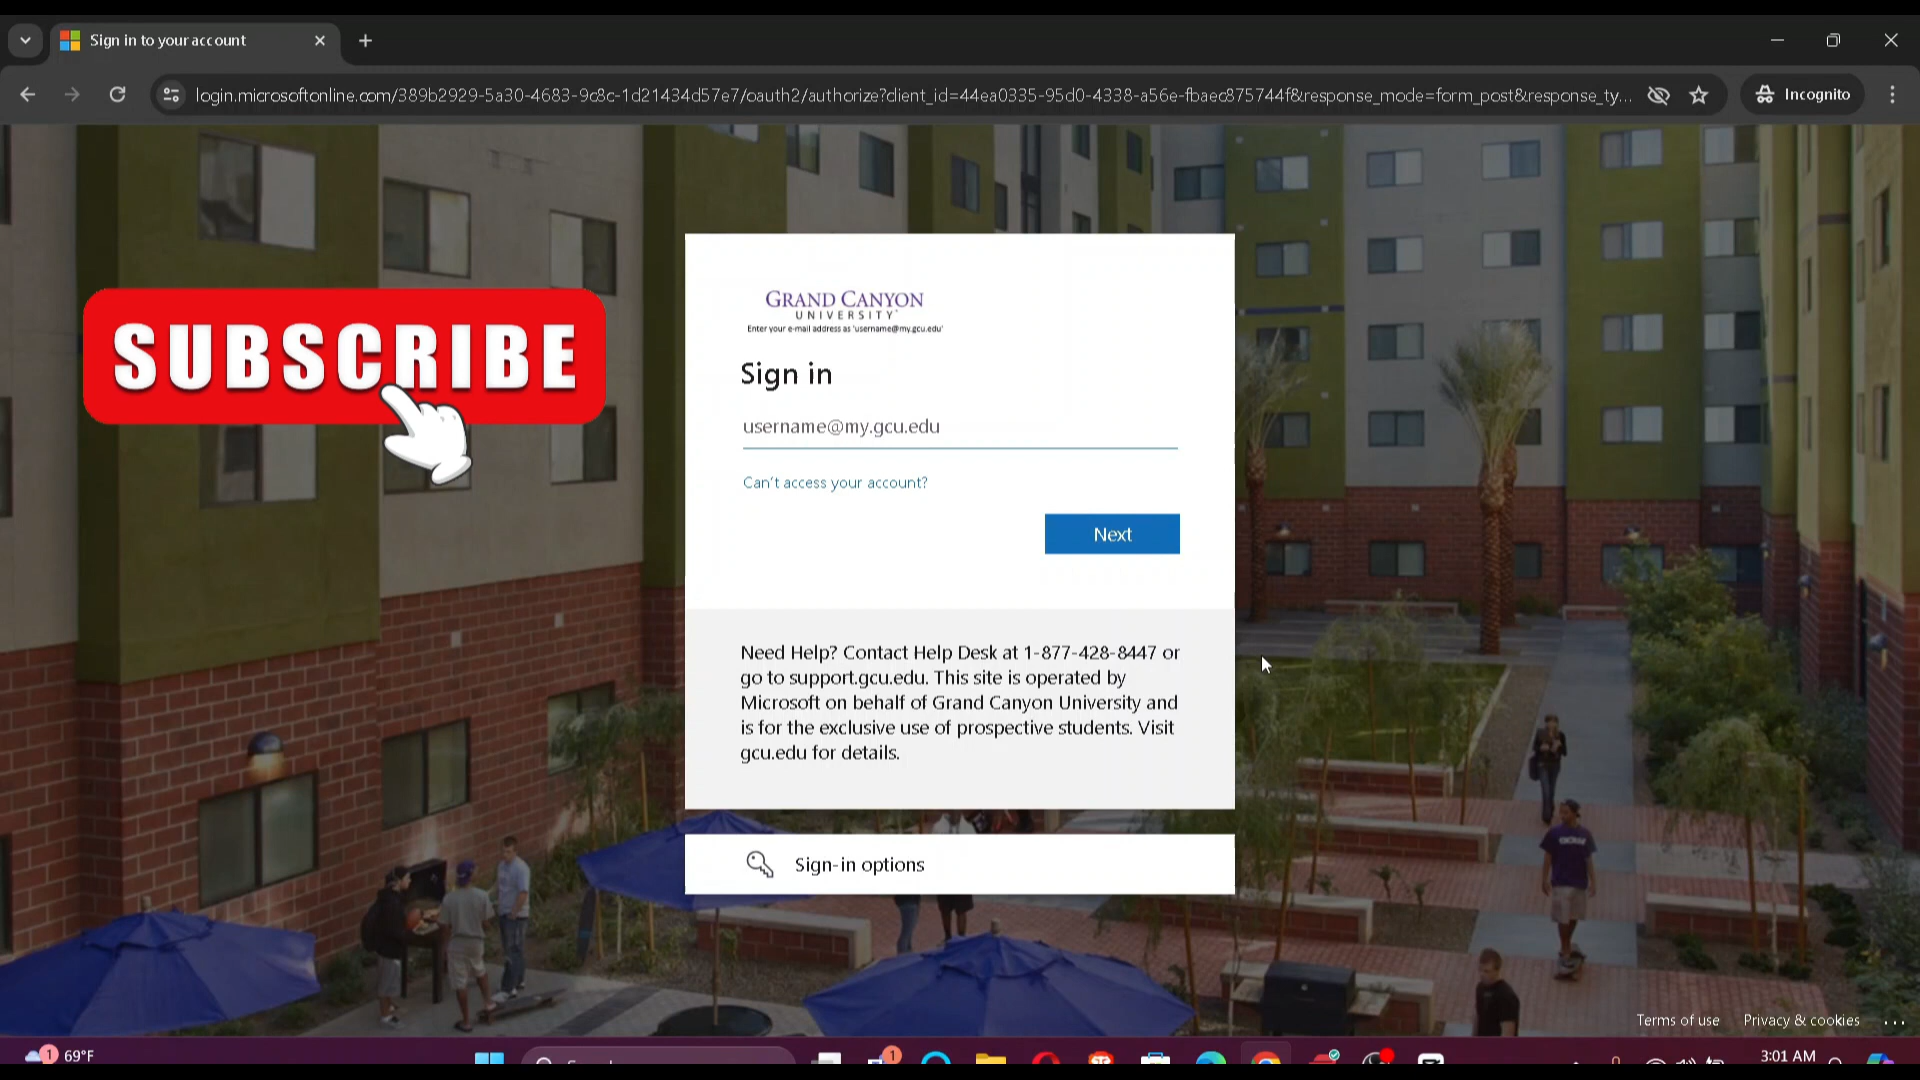 Sign in to your account
login.microsoftonline.com/389b2929-5a30-4683-9c8c-1d21434d57e7/oauth2/authorize?client_id=44ea0335-95d0-4338-a56e-fbaec875744f&response_mode=form_post&response_ty...
Incognito
SUBSCRIBE
GRAND CANYON
UNIVERSITY
Enter your e-mail address as 'username@my.gcu.edu'
Sign in
username@my.gcu.edu
Can't access your account?
Next
Need Help? Contact Help Desk at 1-877-428-8447 or
go to support.gcu.edu. This site is operated by
Microsoft on behalf of Grand Canyon University and
is for the exclusive use of prospective students. Visit
gcu.edu for details.
Sign-in options
Terms of use
Privacy & cookies
...
1
69°F
1
3:01 AM